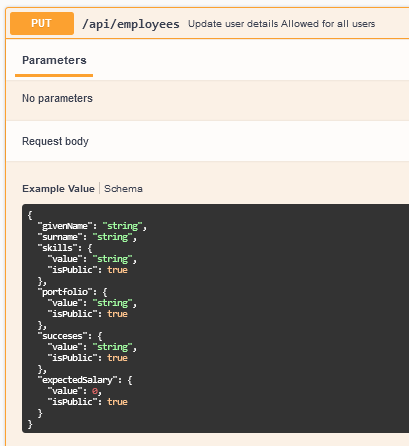 PUT /api/employees Update user details Allowed for all users
Parameters
No parameters
Request body
Example Value | Schema
{
  "givenName": "string",
  "surname": "string",
  "skills": {
    "value": "string",
    "isPublic": true
  },
  "portfolio": {
    "value": "string",
    "isPublic": true
  },
  "succeses": {
    "value": "string",
    "isPublic": true
  },
  "expectedSalary": {
    "value": 0,
    "isPublic": true
  }
}